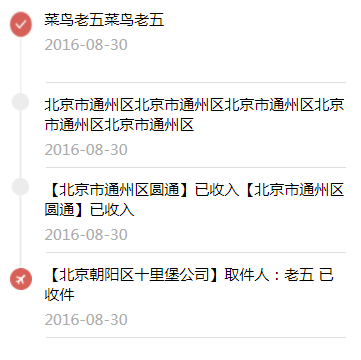 菜鸟老五菜鸟老五
2016-08-30
北京市通州区北京市通州区北京市通州区北京
市通州区北京市通州区
2016-08-30
【北京市通州区圆通】已收入【北京市通州区
圆通】已收入
2016-08-30
【北京朝阳区十里堡公司】取件人：老五 已
收件
2016-08-30